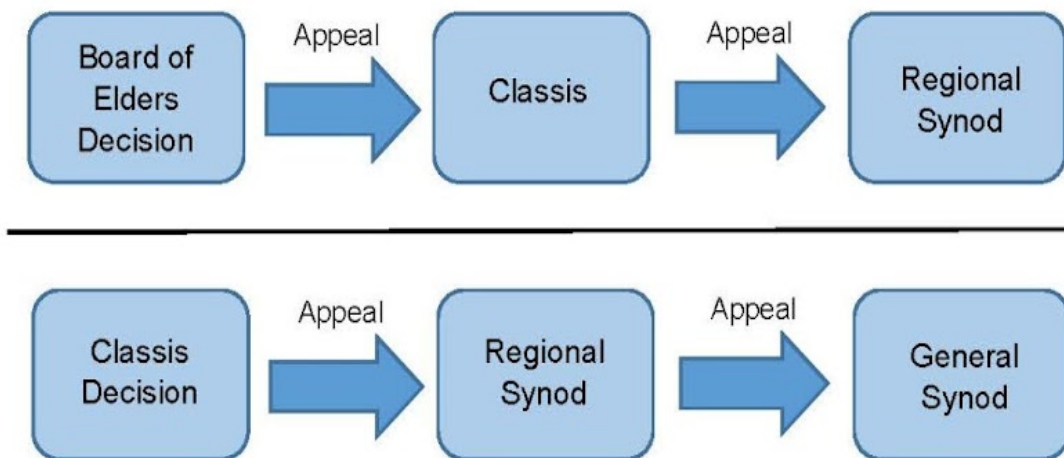 Appeal
Appeal
Board of
Elders
Decision
Classis
Regional
Synod
Appeal
Appeal
Classis
Decision
Regional
Synod
General
Synod